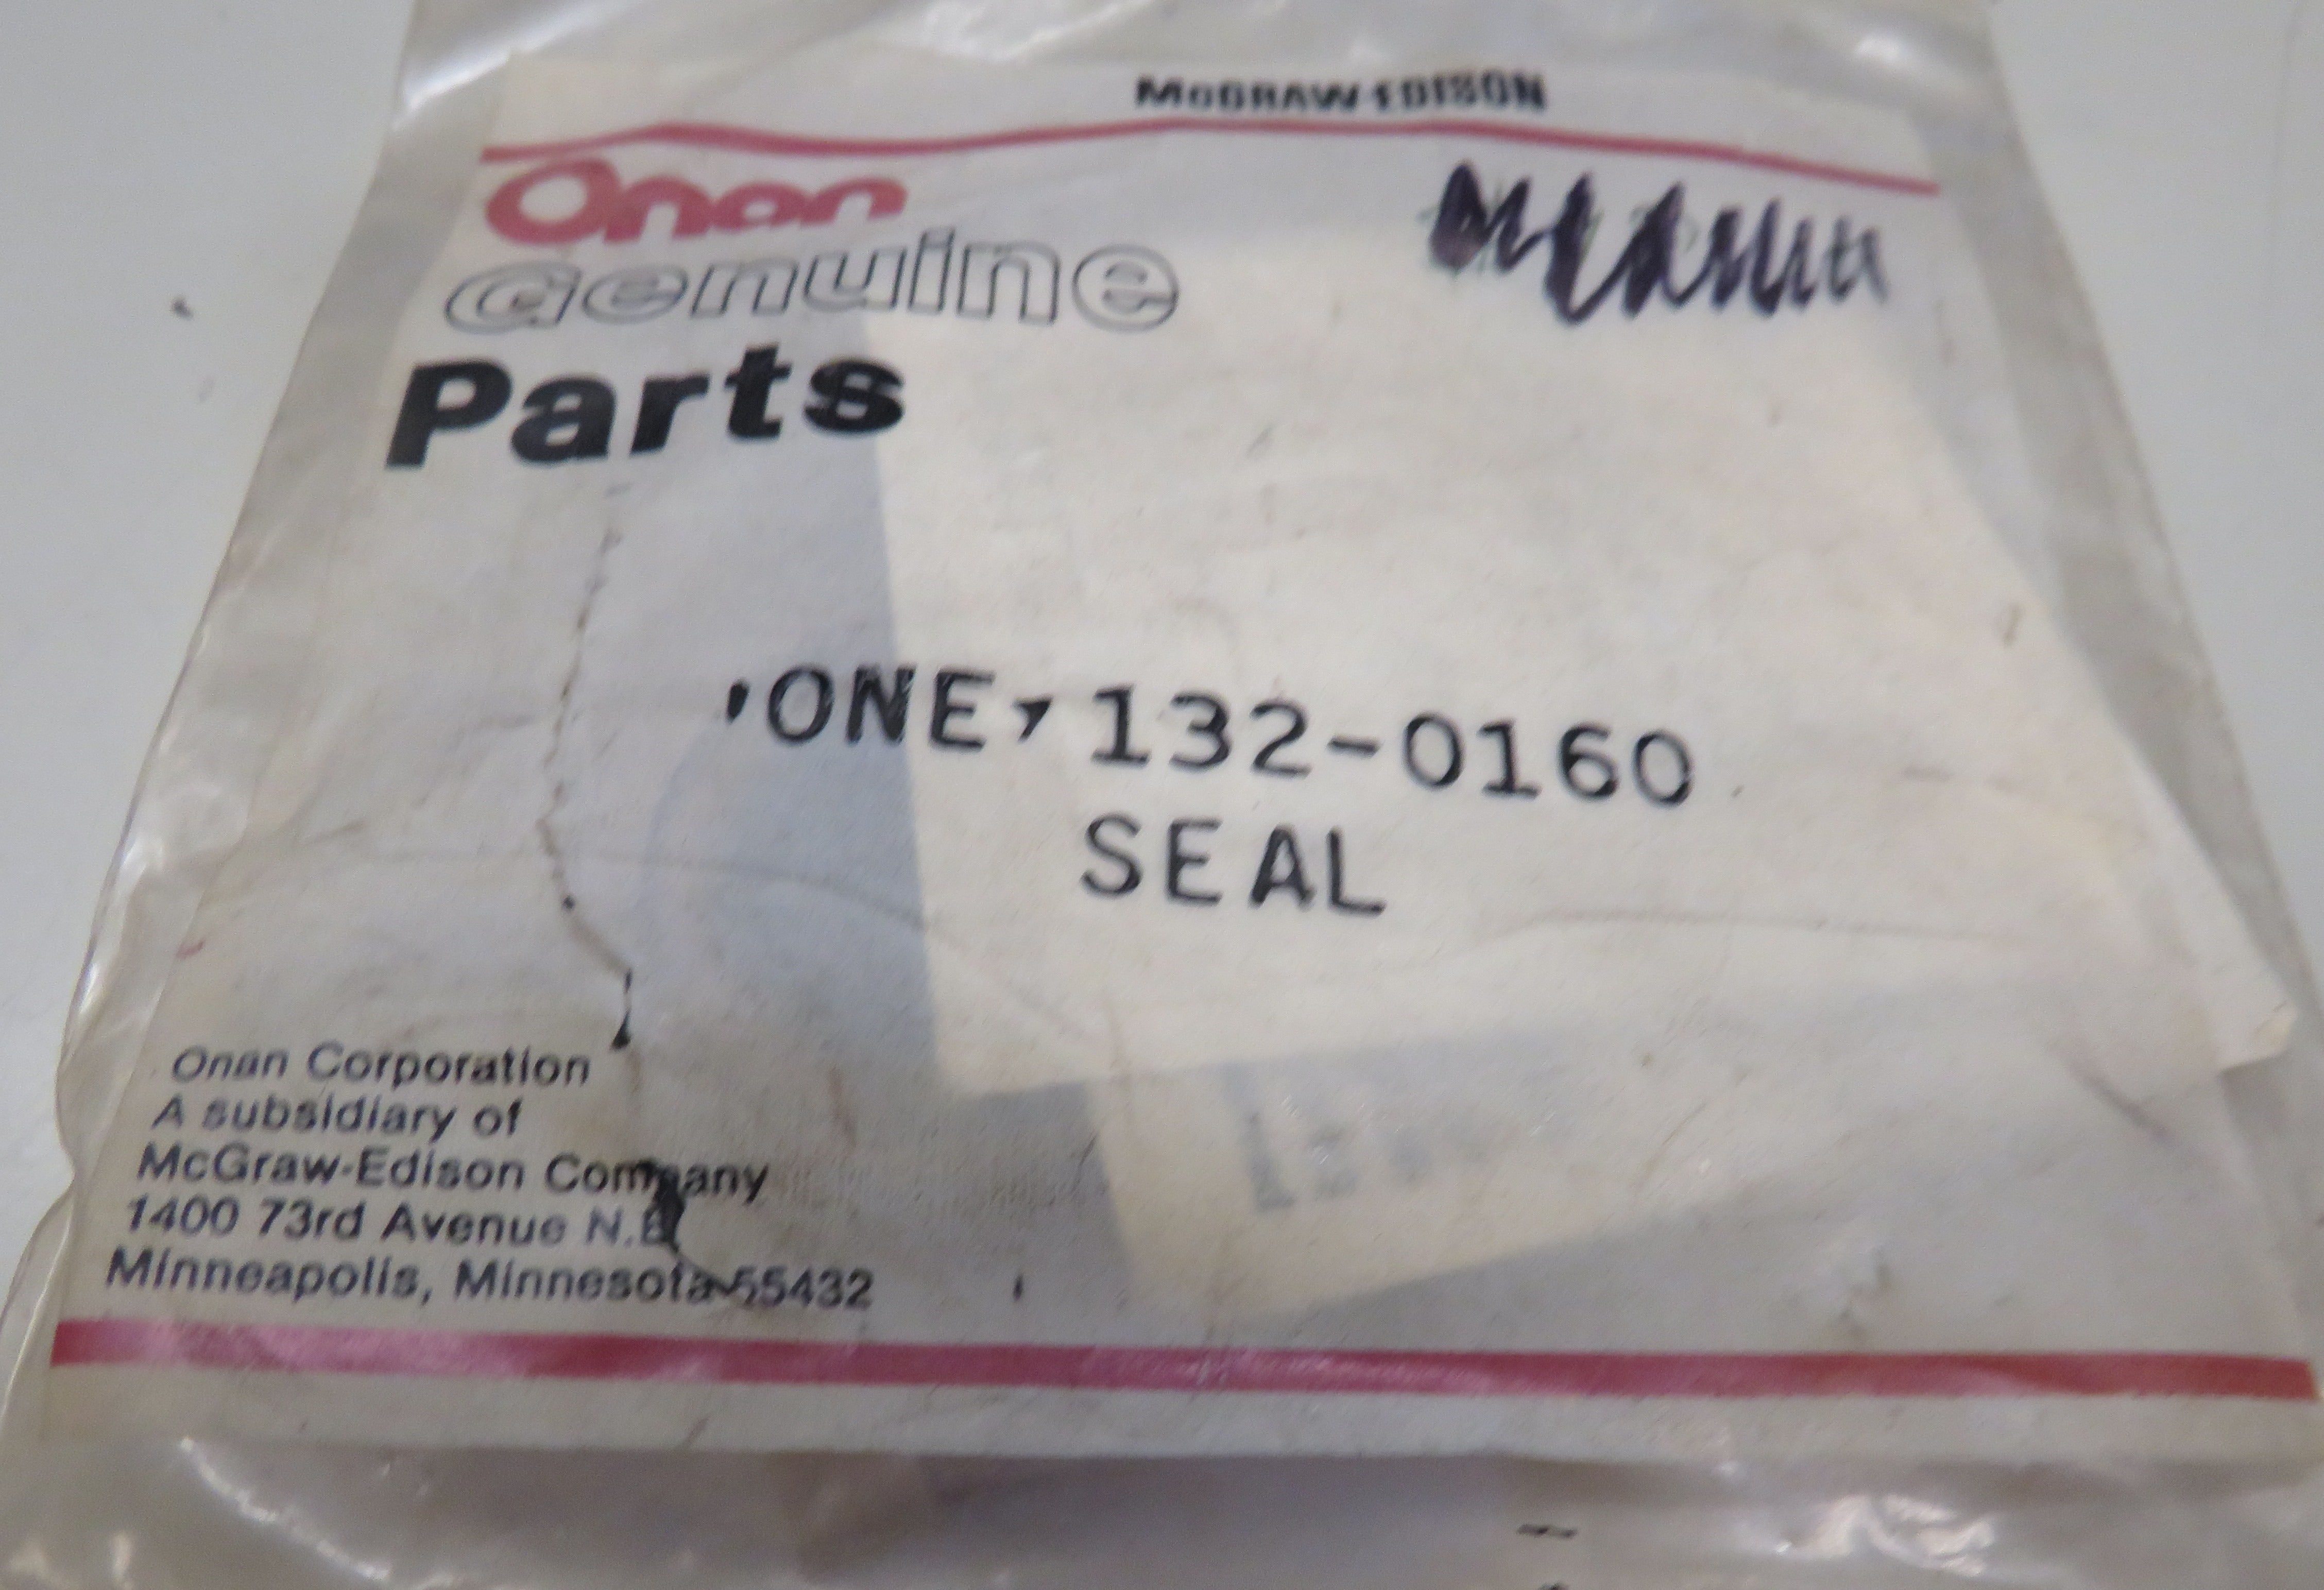 McGRAW-EDISON
Onan
Genuine
Parts
'ONE, 132-0160
SEAL
Onan Corporation
A subsidiary of
McGraw-Edison Company
1400 73rd Avenue N.E
Minneapolis, Minnesota 55432